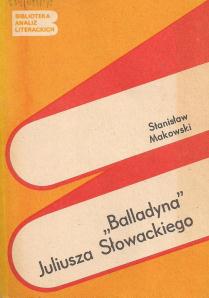 BIBLIOTEKA
ANALIZ
LITERACKICH
Stanisław
Makowski
„Balladyna”
Juliusza Słowackiego